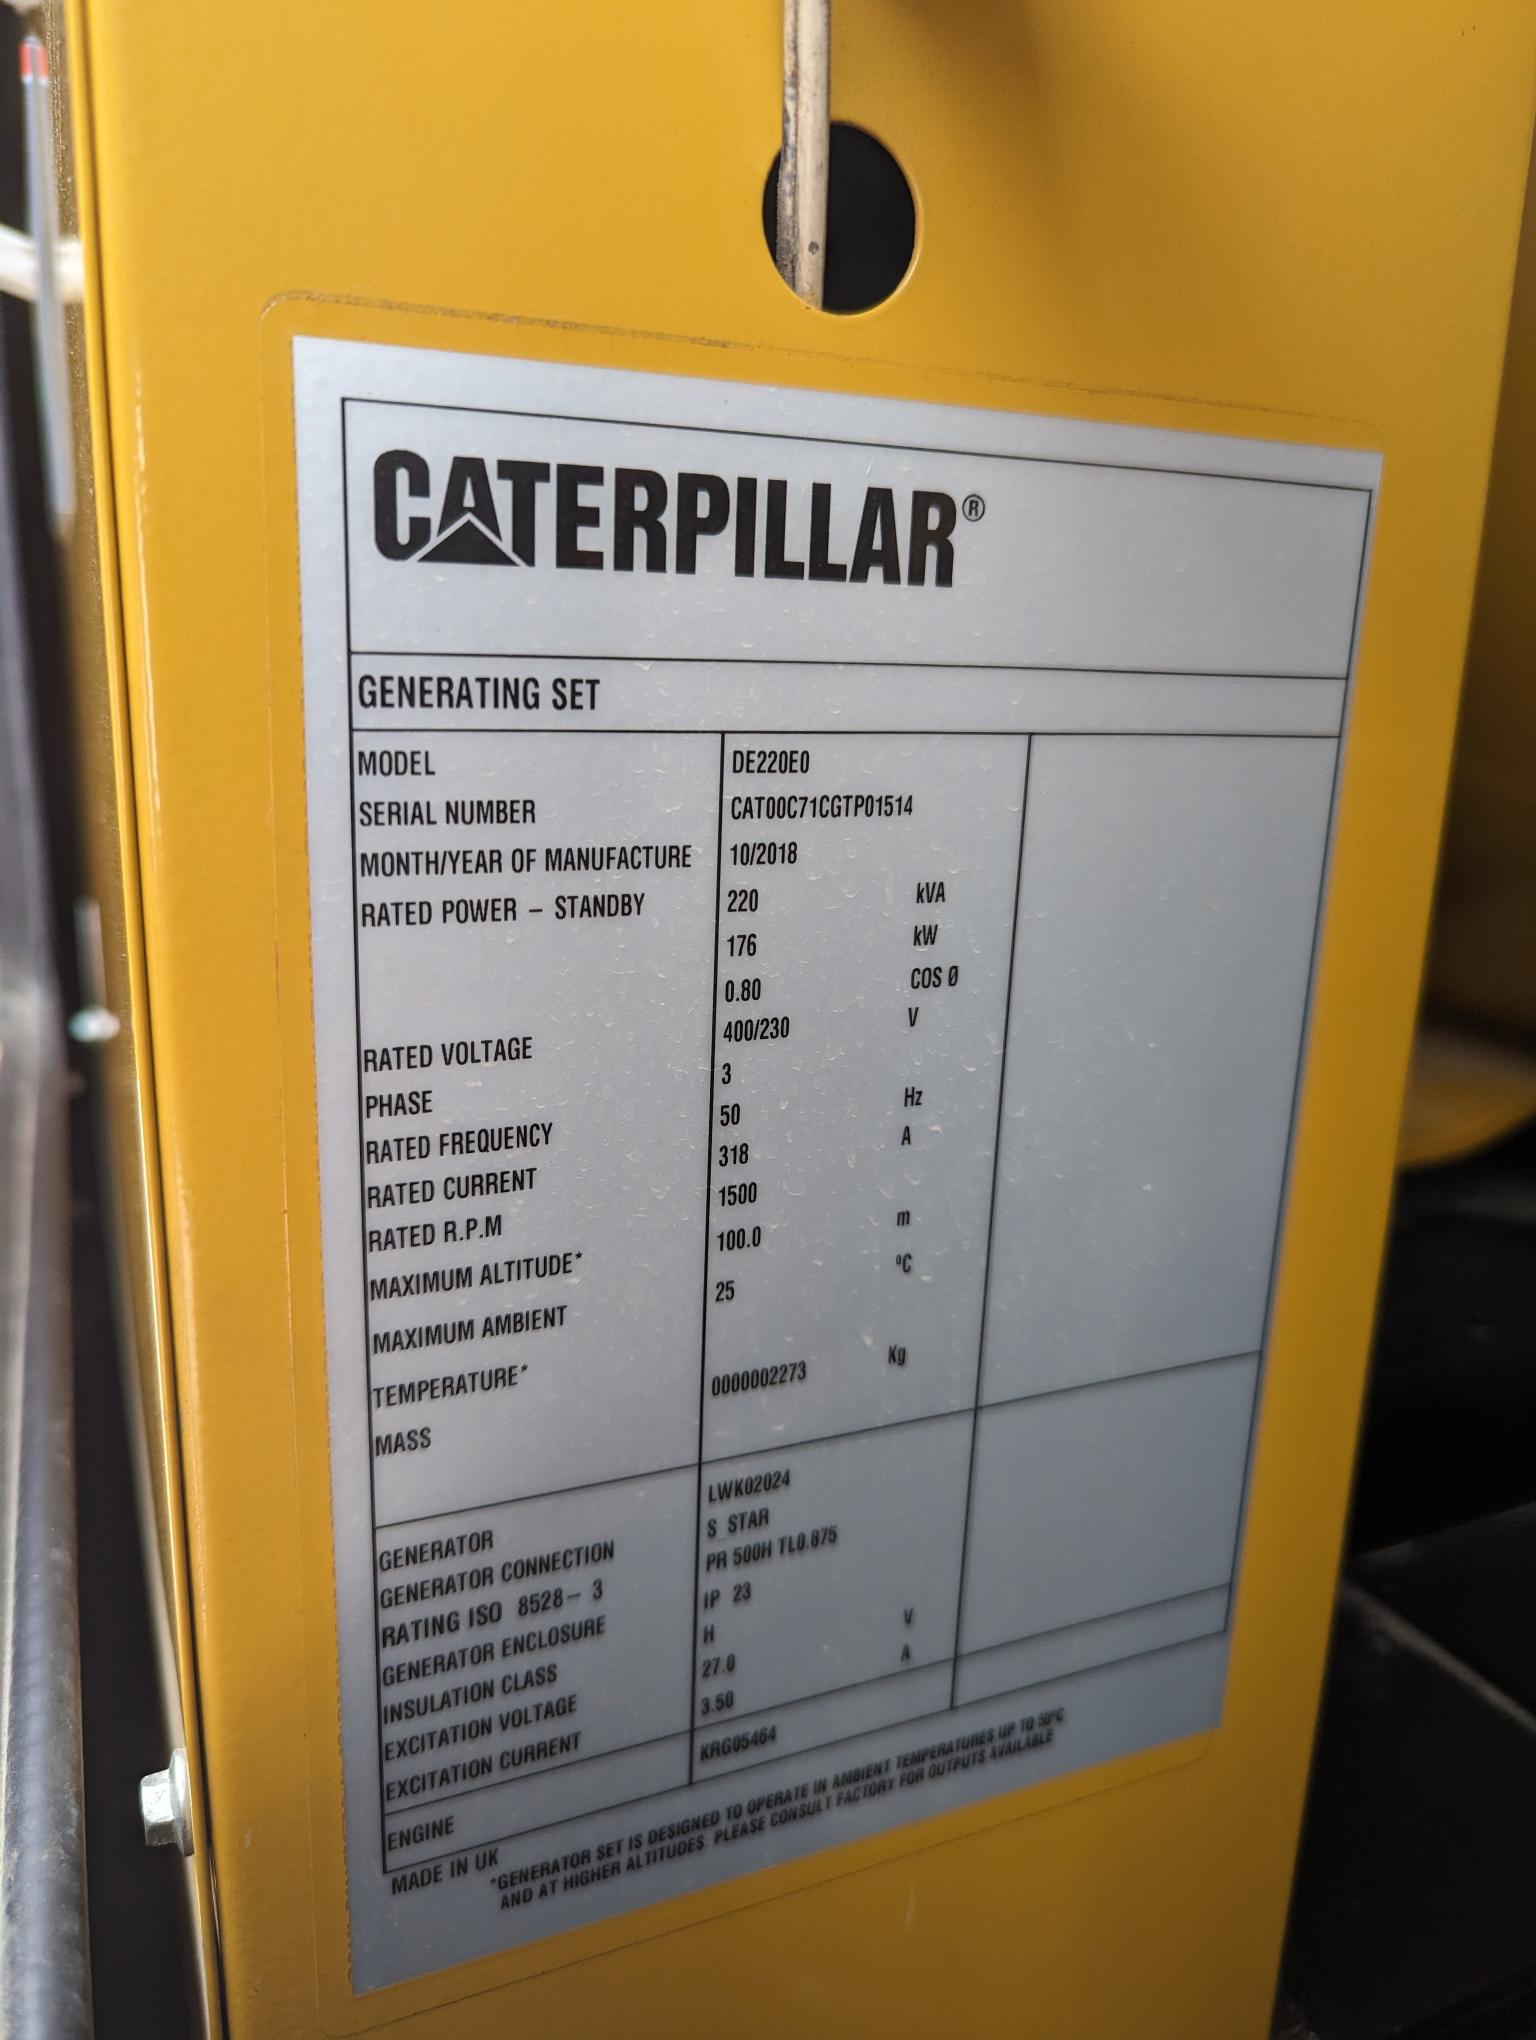 CATERPILLAR®
GENERATING SET
MODEL DE220E0
SERIAL NUMBER CAT00C71CGTP01514
MONTH/YEAR OF MANUFACTURE 10/2018
RATED POWER – STANDBY 220 kVA
176 kW
0.80 COS Ø
RATED VOLTAGE 400/230 V
PHASE 3
RATED FREQUENCY 50 Hz
RATED CURRENT 318 A
RATED R.P.M 1500
MAXIMUM ALTITUDE* 100.0 m
MAXIMUM AMBIENT 25 ºC
TEMPERATURE*
MASS 0000002273 Kg
GENERATOR LWK02024
GENERATOR CONNECTION S STAR
RATING ISO 8528 – 3 PR 500H TL0.875
GENERATOR ENCLOSURE IP 23
INSULATION CLASS H
EXCITATION VOLTAGE 27.0 V
EXCITATION CURRENT 3.50 A
ENGINE KRG05464
MADE IN UK
*GENERATOR SET IS DESIGNED TO OPERATE IN AMBIENT TEMPERATURES UP TO 50ºC
AND AT HIGHER ALTITUDES. PLEASE CONSULT FACTORY FOR OUTPUTS AVAILABLE